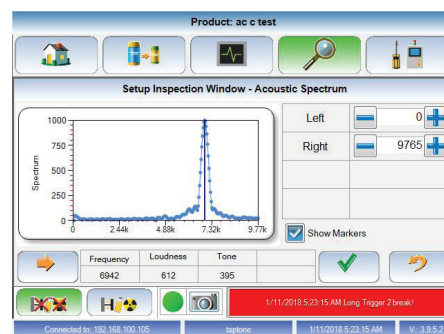 Product: ac c test
Setup Inspection Window - Acoustic Spectrum
1000
750
500
250
0
Spectrum
0 2.44k 4.88k 7.32k 9.77k
Left 0
Right 9765
Show Markers
Frequency Loudness Tone
6942 612 395
H
1/11/2018 5:23:15 AM Long Trigger 2 break!
Connected to: 192.168.100.105 taptone 1/11/2018 5:23:15 AM V.: 3.9.5.2